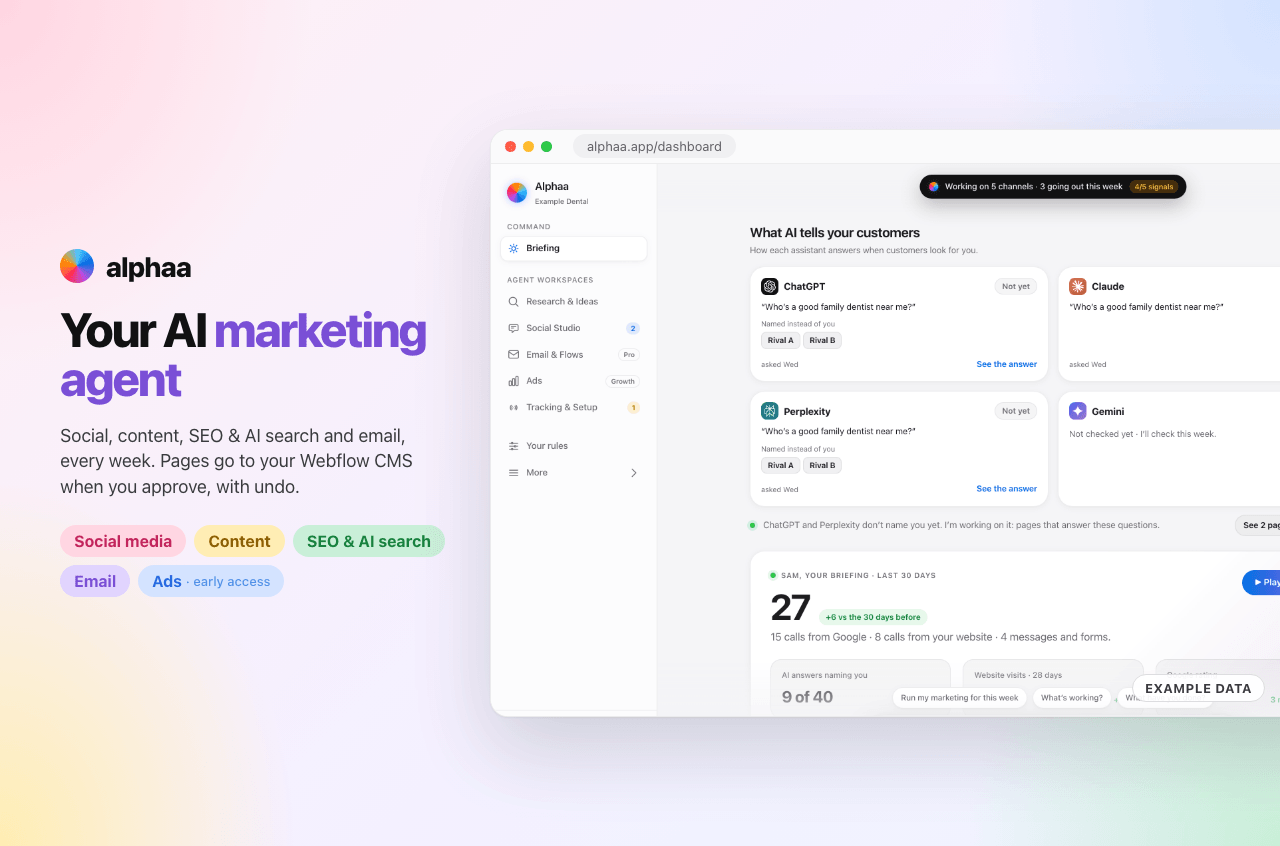 alphaa
Your AI marketing
agent
Social, content, SEO & AI search and email,
every week. Pages go to your Webflow CMS
when you approve, with undo.
Social media
Content
SEO & AI search
Email
Ads · early access
alphaa.app/dashboard
Alphaa
Example Dental
COMMAND
Briefing
AGENT WORKSPACES
Research & Ideas
Social Studio 2
Email & Flows Pro
Ads Growth
Tracking & Setup 1
Your rules
More
Working on 5 channels · 3 going out this week 4/5 signals
What AI tells your customers
How each assistant answers when customers look for you.
ChatGPT Not yet
“Who's a good family dentist near me?”
Named instead of you
Rival A Rival B
asked Wed See the answer
Claude
“Who's a good family dentist near me?”
asked Wed
Perplexity Not yet
“Who's a good family dentist near me?”
Named instead of you
Rival A Rival B
asked Wed See the answer
Gemini
Not checked yet · I'll check this week.
ChatGPT and Perplexity don't name you yet. I'm working on it: pages that answer these questions.
See 2
SAM, YOUR BRIEFING · LAST 30 DAYS
Play
27 +6 vs the 30 days before
15 calls from Google · 8 calls from your website · 4 messages and forms.
AI answers naming you
9 of 40
Website visits · 28 days
Run my marketing for this week
What's working?
EXAMPLE DATA